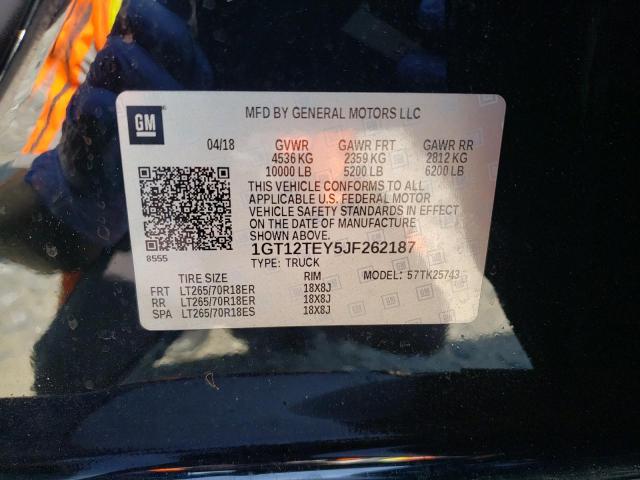 GM
MFD BY GENERAL MOTORS LLC
04/18 GVWR GAWR FRT GAWR RR
4536 KG 2359 KG 2812 KG
10000 LB 5200 LB 6200 LB
THIS VEHICLE CONFORMS TO ALL
APPLICABLE U.S. FEDERAL MOTOR
VEHICLE SAFETY STANDARDS IN EFFECT
ON THE DATE OF MANUFACTURE
SHOWN ABOVE.
8555
1GT12TEY5JF262187
TYPE: TRUCK
TIRE SIZE RIM MODEL: 57TK25743
FRT LT265/70R18ER 18X8J
RR LT265/70R18ER 18X8J
SPA LT265/70R18ES 18X8J